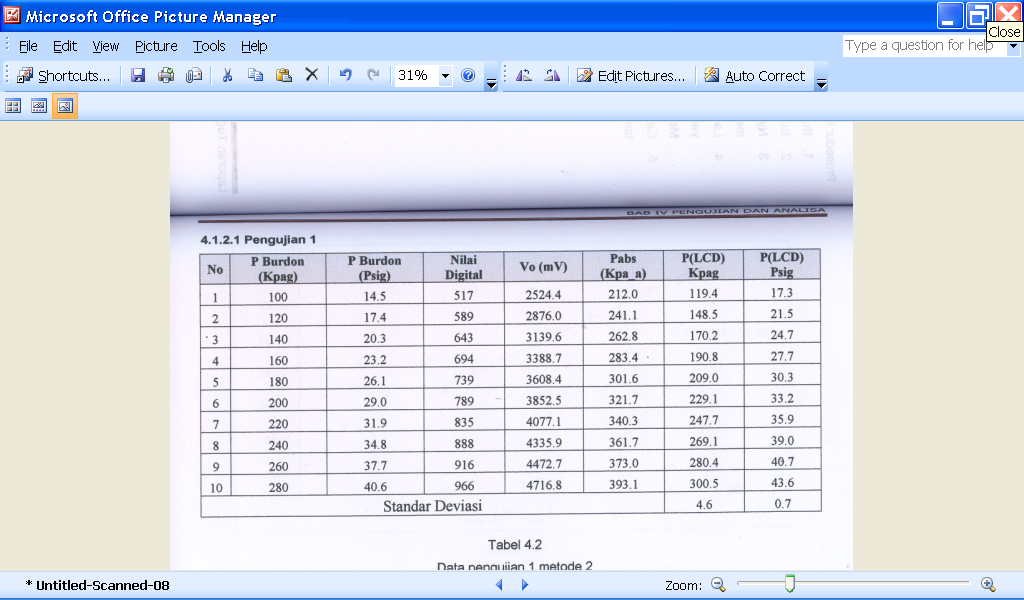 Microsoft Office Picture Manager
Close
File Edit View Picture Tools Help
Type a question for help
Shortcuts... 31% Edit Pictures... Auto Correct
BAB IV PENGUJIAN DAN ANALISA
4.1.2.1 Pengujian 1
No P Burdon (Kpag) P Burdon (Psig) Nilai Digital Vo (mV) Pabs (Kpa_a) P(LCD) Kpag P(LCD) Psig
1 100 14.5 517 2524.4 212.0 119.4 17.3
2 120 17.4 589 2876.0 241.1 148.5 21.5
3 140 20.3 643 3139.6 262.8 170.2 24.7
4 160 23.2 694 3388.7 283.4 190.8 27.7
5 180 26.1 739 3608.4 301.6 209.0 30.3
6 200 29.0 789 3852.5 321.7 229.1 33.2
7 220 31.9 835 4077.1 340.3 247.7 35.9
8 240 34.8 888 4335.9 361.7 269.1 39.0
9 260 37.7 916 4472.7 373.0 280.4 40.7
10 280 40.6 966 4716.8 393.1 300.5 43.6
Standar Deviasi 4.6 0.7
Tabel 4.2
Data pengujian 1 metode 2
* Untitled-Scanned-08 Zoom: